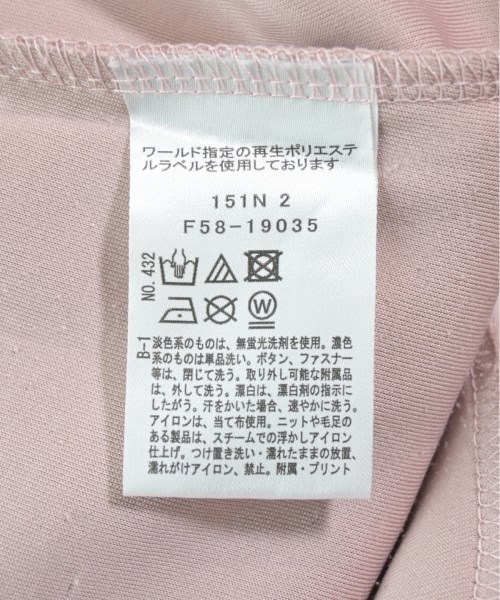 ワールド指定の再生ポリエステ
ルラベルを使用しております
151N 2
F58-19035
NO. 432
W
B-1
淡色系のものは、無蛍光洗剤を使用。濃色
系のものは単品洗い。ボタン、ファスナー
等は、閉じて洗う。取り外し可能な附属品
は、外して洗う。漂白は、漂白剤の指示に
したがう。汗をかいた場合、速やかに洗う。
アイロンは、当て布使用。ニットや毛足の
ある製品は、スチームでの浮かしアイロン
仕上げ。つけ置き洗い・濡れたままの放置、
濡れがけアイロン、禁止。附属・プリント